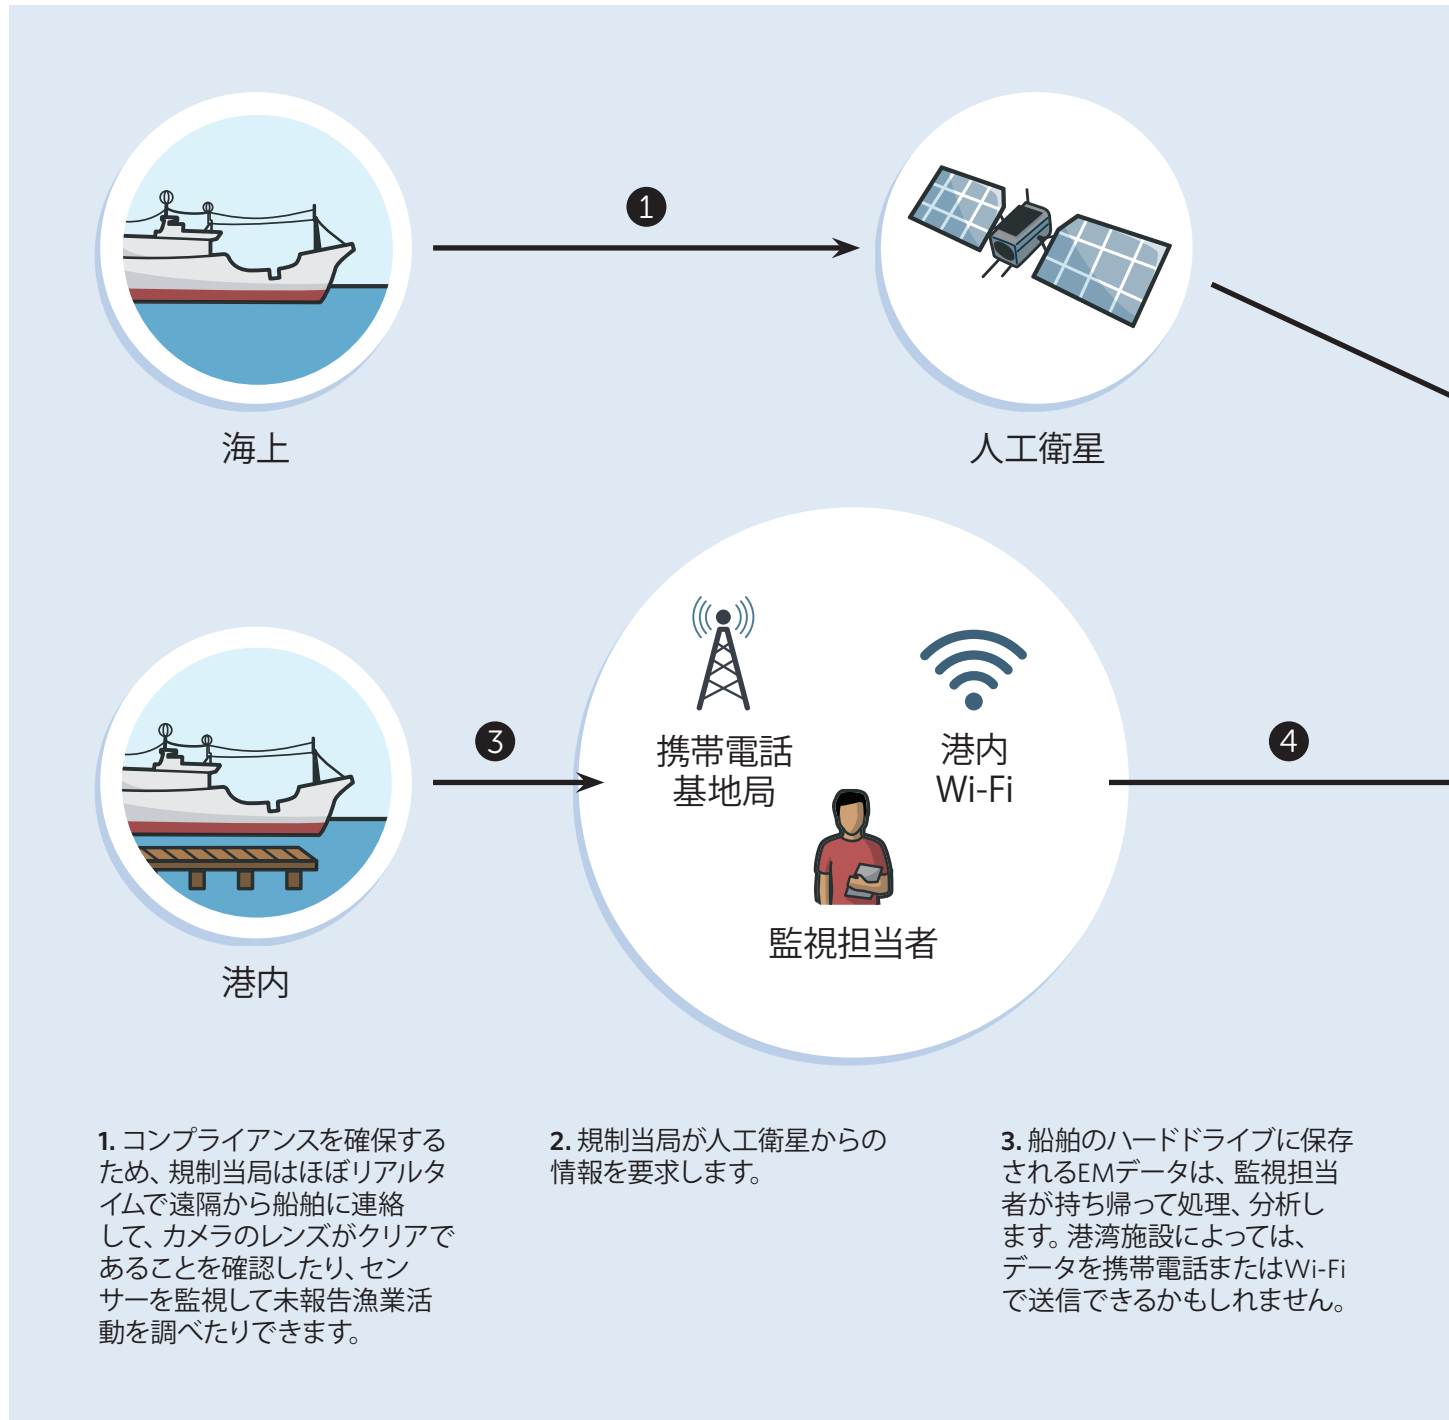 1
海上
人工衛星
携帯電話
基地局
港内
Wi-Fi
3
4
監視担当者
港内
1. コンプライアンスを確保する
ため、規制当局はほぼリアルタ
イムで遠隔から船舶に連絡
して、カメラのレンズがクリアで
あることを確認したり、セン
サーを監視して未報告漁業活
動を調べたりできます。
2. 規制当局が人工衛星からの
情報を要求します。
3. 船舶のハードドライブに保存
されるEMデータは、監視担当
者が持ち帰って処理、分析し
ます。港湾施設によっては、
データを携帯電話またはWi-Fi
で送信できるかもしれません。